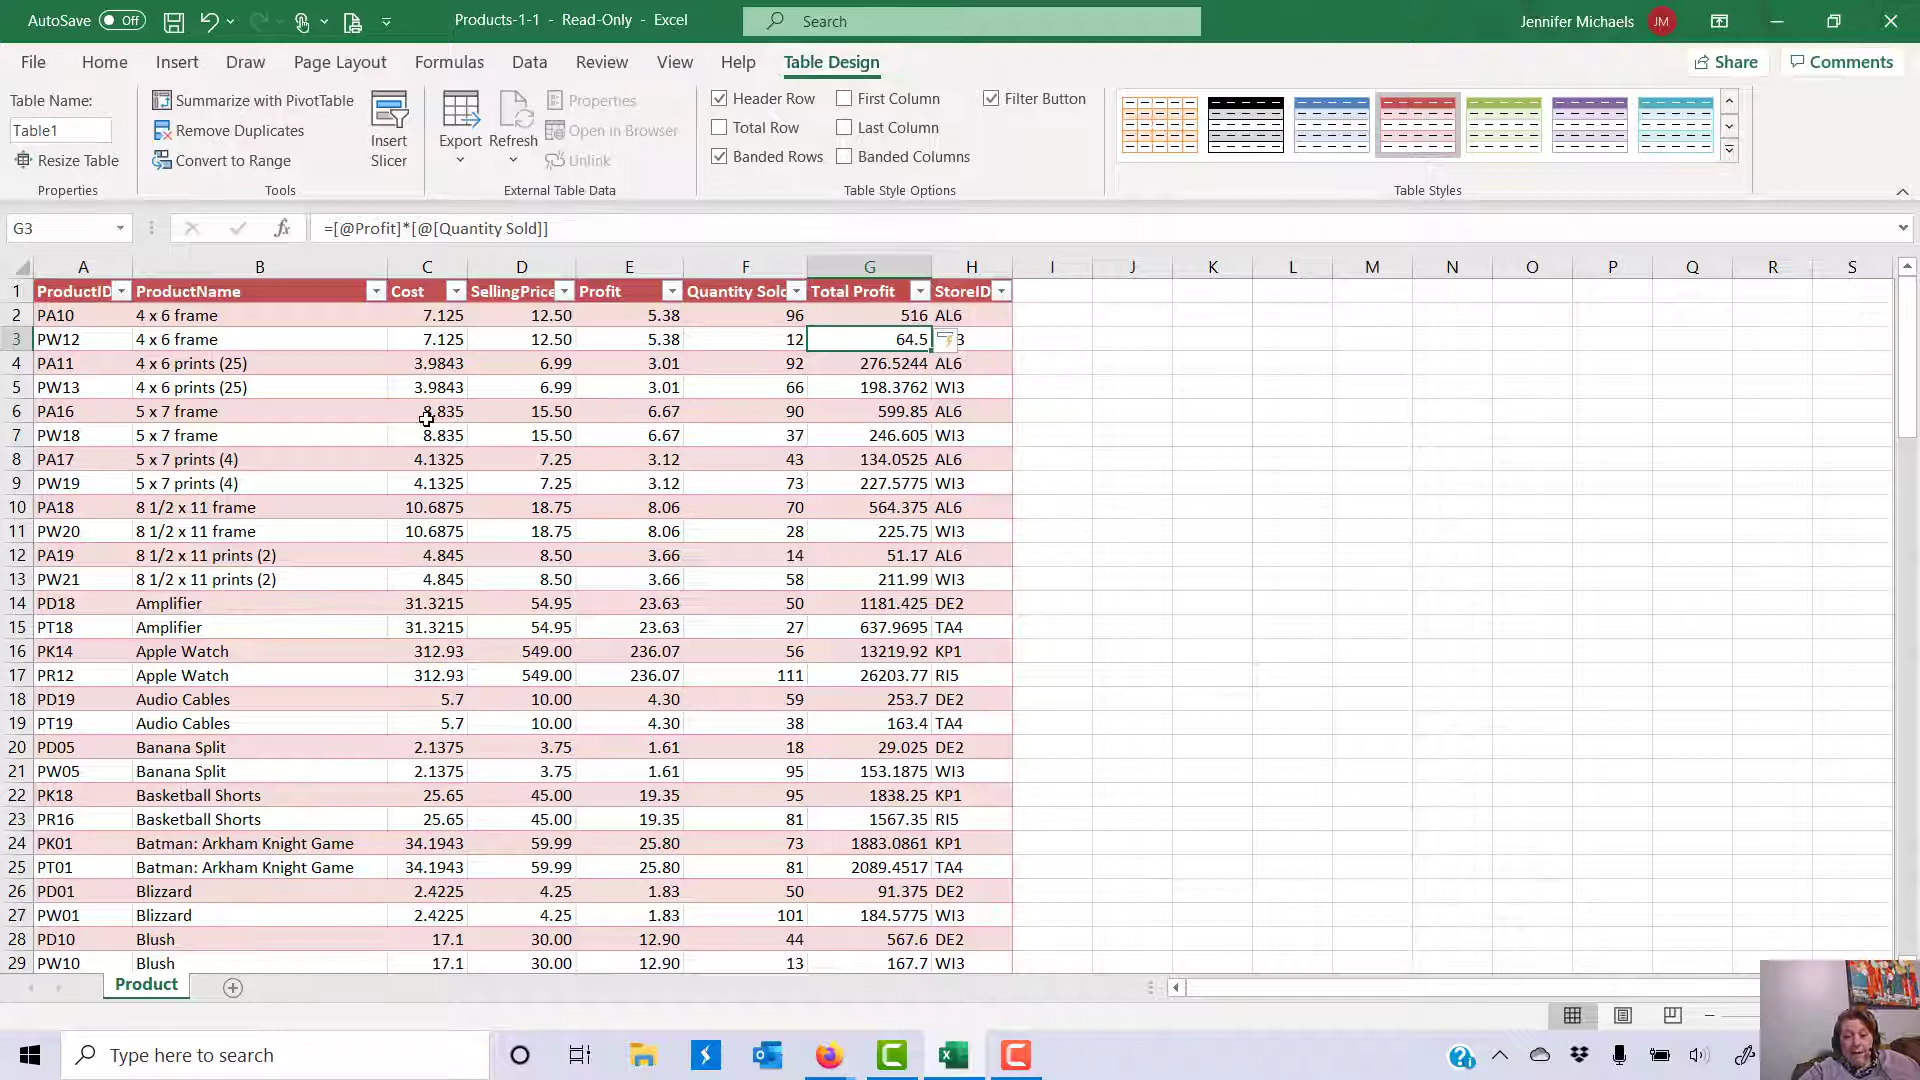 AutoSave Off Products-1-1 - Read-Only - Excel Search Jennifer Michaels JM
File Home Insert Draw Page Layout Formulas Data Review View Help Table Design Share Comments
Table Name:
Table1
Resize Table
Properties
Summarize with PivotTable
Remove Duplicates
Convert to Range
Tools
Insert
Slicer
Export Refresh
Properties
Open in Browser
Unlink
External Table Data
Header Row First Column Filter Button
Total Row Last Column
Banded Rows Banded Columns
Table Style Options
Table Styles
G3 fx =[@Profit]*[@[Quantity Sold]]
A B C D E F G H I J K L M N O P Q R S
1 ProductID ProductName Cost SellingPrice Profit Quantity Sold Total Profit StoreID
2 PA10 4 x 6 frame 7.125 12.50 5.38 96 516 AL6
3 PW12 4 x 6 frame 7.125 12.50 5.38 12 64.5 3
4 PA11 4 x 6 prints (25) 3.9843 6.99 3.01 92 276.5244 AL6
5 PW13 4 x 6 prints (25) 3.9843 6.99 3.01 66 198.3762 WI3
6 PA16 5 x 7 frame 8.835 15.50 6.67 90 599.85 AL6
7 PW18 5 x 7 frame 8.835 15.50 6.67 37 246.605 WI3
8 PA17 5 x 7 prints (4) 4.1325 7.25 3.12 43 134.0525 AL6
9 PW19 5 x 7 prints (4) 4.1325 7.25 3.12 73 227.5775 WI3
10 PA18 8 1/2 x 11 frame 10.6875 18.75 8.06 70 564.375 AL6
11 PW20 8 1/2 x 11 frame 10.6875 18.75 8.06 28 225.75 WI3
12 PA19 8 1/2 x 11 prints (2) 4.845 8.50 3.66 14 51.17 AL6
13 PW21 8 1/2 x 11 prints (2) 4.845 8.50 3.66 58 211.99 WI3
14 PD18 Amplifier 31.3215 54.95 23.63 50 1181.425 DE2
15 PT18 Amplifier 31.3215 54.95 23.63 27 637.9695 TA4
16 PK14 Apple Watch 312.93 549.00 236.07 56 13219.92 KP1
17 PR12 Apple Watch 312.93 549.00 236.07 111 26203.77 RI5
18 PD19 Audio Cables 5.7 10.00 4.30 59 253.7 DE2
19 PT19 Audio Cables 5.7 10.00 4.30 38 163.4 TA4
20 PD05 Banana Split 2.1375 3.75 1.61 18 29.025 DE2
21 PW05 Banana Split 2.1375 3.75 1.61 95 153.1875 WI3
22 PK18 Basketball Shorts 25.65 45.00 19.35 95 1838.25 KP1
23 PR16 Basketball Shorts 25.65 45.00 19.35 81 1567.35 RI5
24 PK01 Batman: Arkham Knight Game 34.1943 59.99 25.80 73 1883.0861 KP1
25 PT01 Batman: Arkham Knight Game 34.1943 59.99 25.80 81 2089.4517 TA4
26 PD01 Blizzard 2.4225 4.25 1.83 50 91.375 DE2
27 PW01 Blizzard 2.4225 4.25 1.83 101 184.5775 WI3
28 PD10 Blush 17.1 30.00 12.90 44 567.6 DE2
29 PW10 Blush 17.1 30.00 12.90 13 167.7 WI3
Product
Type here to search